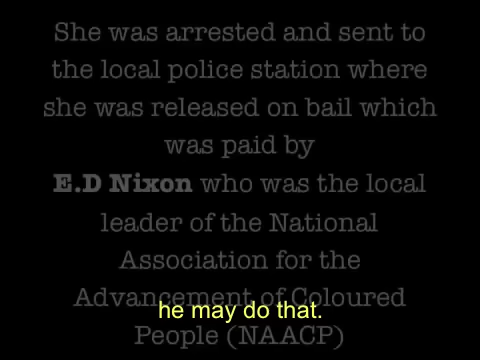 She was arrested and sent to
the local police station where
she was released on bail which
was paid by
E.D Nixon who was the local
leader of the National
Association for the
Advancement of Coloured
he may do that.
People (NAACP)